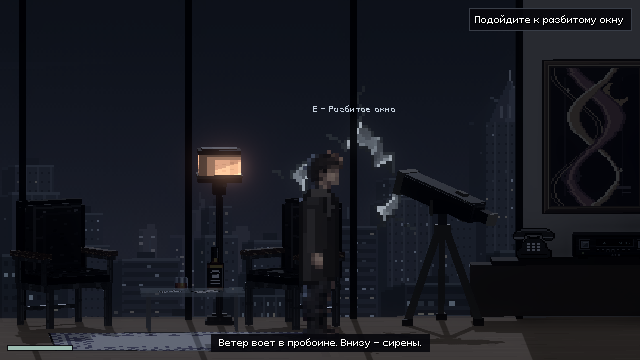 Подойдите к разбитому окну
E - Разбитое окно
Ветер воет в пробоине. Внизу - сирены.